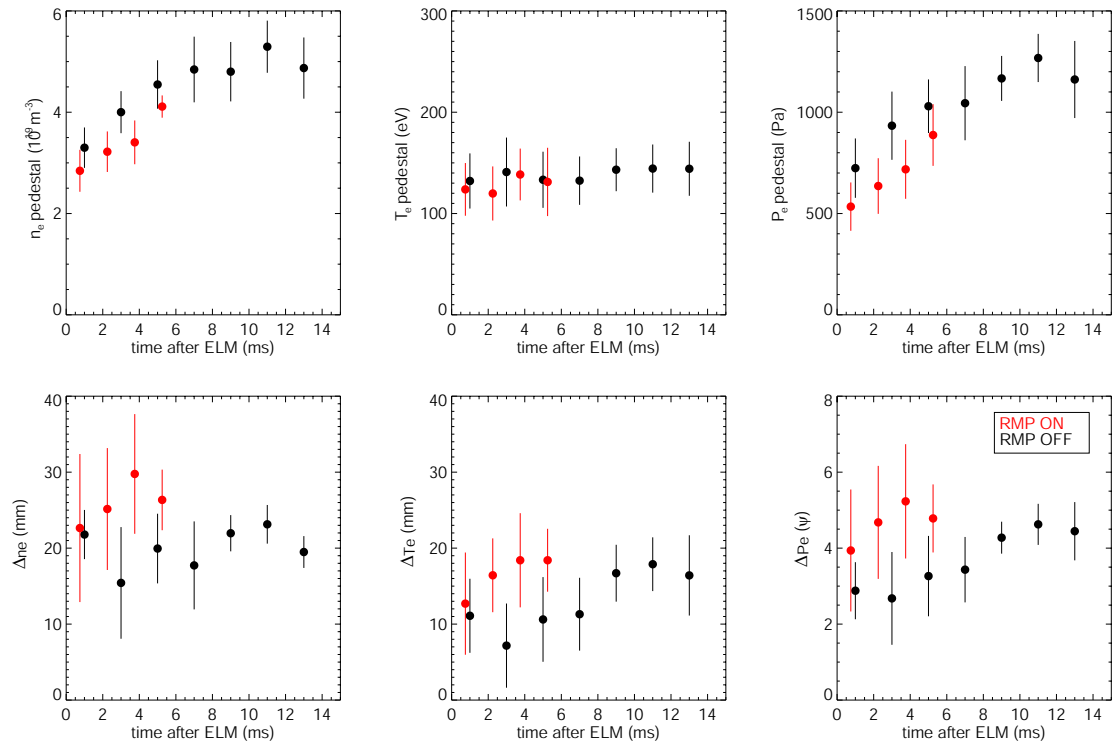 n_e pedestal (10^19 m^-3)
6
4
2
0
0 2 4 6 8 10 12 14
time after ELM (ms)
T_e pedestal (eV)
300
200
100
0
0 2 4 6 8 10 12 14
time after ELM (ms)
P_e pedestal (Pa)
1500
1000
500
0
0 2 4 6 8 10 12 14
time after ELM (ms)
Δne (mm)
40
30
20
10
0
0 2 4 6 8 10 12 14
time after ELM (ms)
ΔTe (mm)
40
30
20
10
0
0 2 4 6 8 10 12 14
time after ELM (ms)
ΔPe (ψ)
8
6
4
2
0
RMP ON
RMP OFF
0 2 4 6 8 10 12 14
time after ELM (ms)